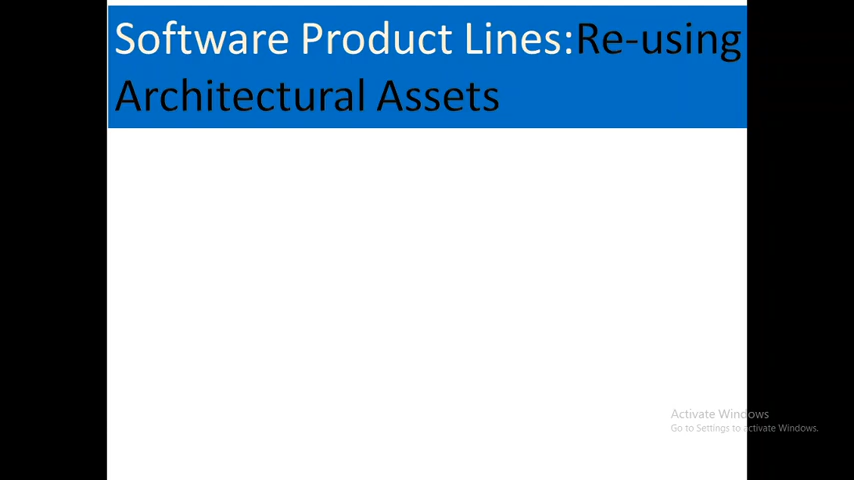 Software Product Lines:Re-using
Architectural Assets
Activate Windows
Go to Settings to activate Windows.